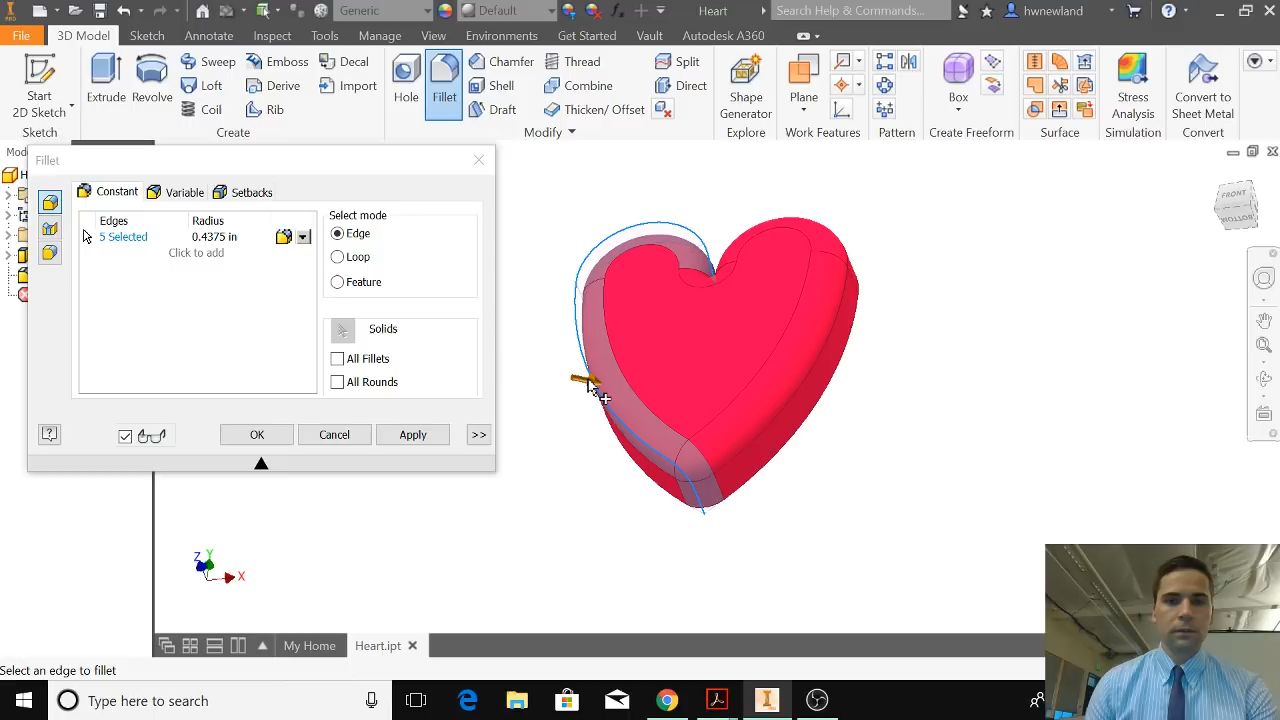 PRO
Generic
Default
Heart
Search Help & Commands...
hwnewland
File
3D Model
Sketch
Annotate
Inspect
Tools
Manage
View
Environments
Get Started
Vault
Autodesk A360
Start
2D Sketch
Extrude
Revolve
Sweep
Loft
Coil
Emboss
Rib
Decal
Import
Hole
Fillet
Chamfer
Shell
Draft
Thread
Combine
Thicken/ Offset
Split
Direct
Shape
Generator
Plane
Box
Stress
Analysis
Convert to
Sheet Metal
Sketch
Create
Modify
Explore
Work Features
Pattern
Create Freeform
Surface
Simulation
Convert
Fillet
Constant
Variable
Setbacks
Edges
Radius
5 Selected
0.4375 in
Click to add
Select mode
Edge
Loop
Feature
Solids
All Fillets
All Rounds
OK
Cancel
Apply
>>
FRONT
BOTTOM
Z
Y
X
My Home
Heart.ipt
Select an edge to fillet
Type here to search